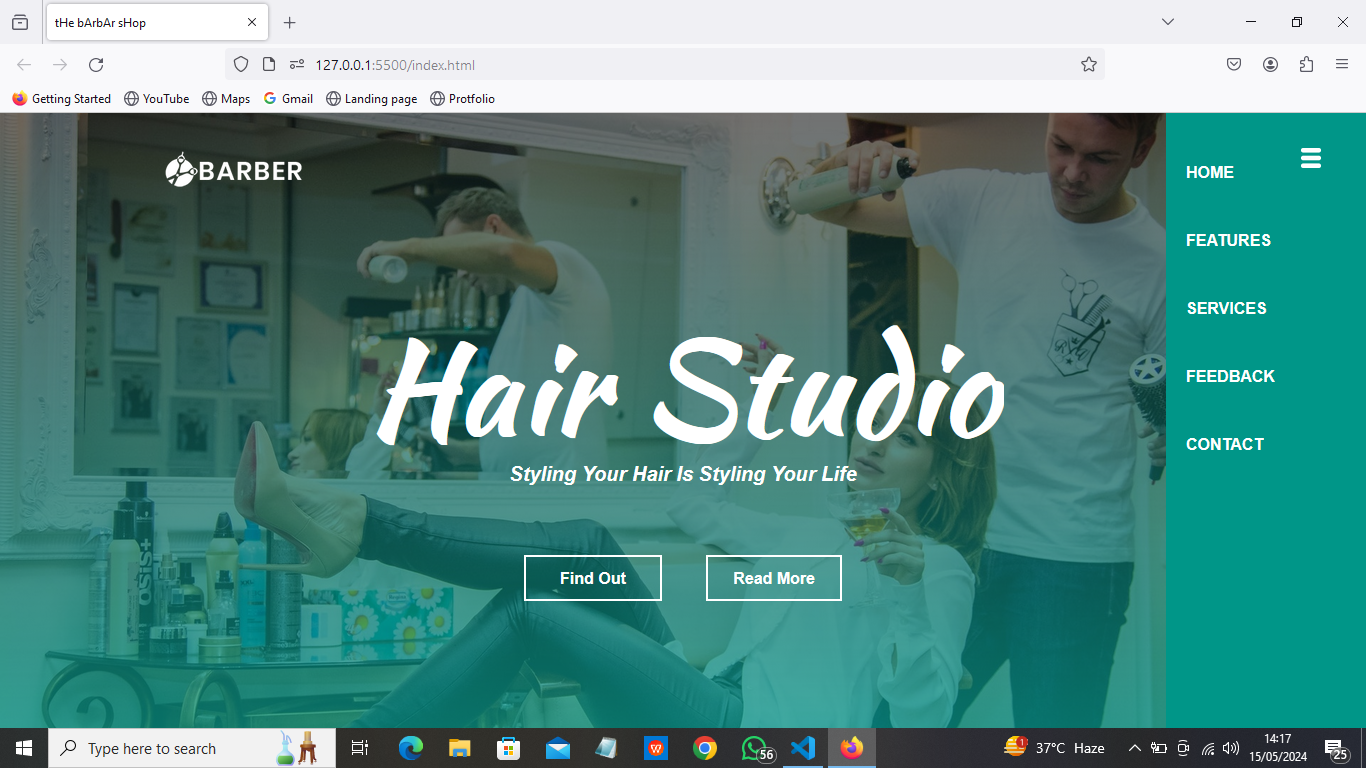 tHe bArbAr sHop
127.0.0.1:5500/index.html
Getting Started YouTube Maps Gmail Landing page Protfolio
BARBER
HOME
FEATURES
SERVICES
FEEDBACK
CONTACT
Hair Studio
Styling Your Hair Is Styling Your Life
Find Out Read More
OSIS+
Type here to search
56
1
37°C Haze
14:17
15/05/2024
25